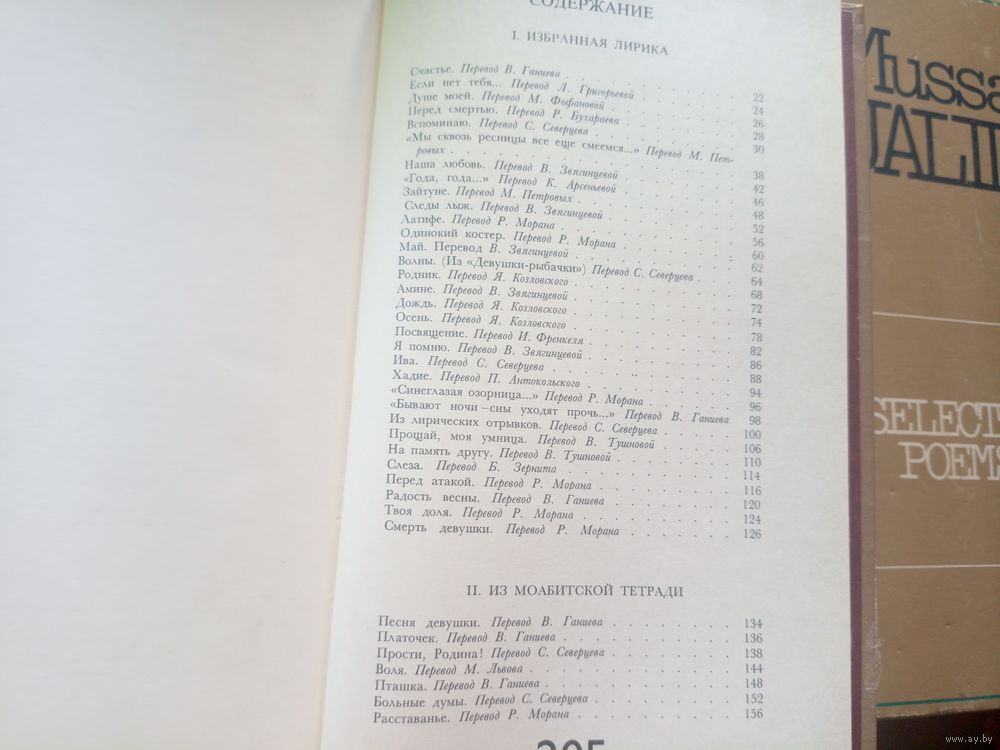 СОДЕРЖАНИЕ
I. ИЗБРАННАЯ ЛИРИКА
Счастье. Перевод В. Ганиева . . . . . . . . . . 22
Если нет тебя... Перевод Л. Григорьевой . . . . . . 24
Душе моей. Перевод М. Фофановой . . . . . . . . 26
Перед смертью. Перевод Р. Бухараева . . . . . . . 28
Вспоминаю. Перевод С. Северцева . . . . . . . . 30
«Мы сквозь ресницы все еще смеемся...» Перевод М. Пет-
ровых . . . . . . . . . . . . . . . . 38
Наша любовь. Перевод В. Звягинцевой . . . . . . . 42
«Года, года...» Перевод К. Арсеньевой . . . . . . . 46
Зайтуне. Перевод М. Петровых . . . . . . . . . 48
Следы лыж. Перевод В. Звягинцевой . . . . . . . . 52
Латифе. Перевод Р. Морана . . . . . . . . . . 56
Одинокий костер. Перевод Р. Морана . . . . . . . 60
Май. Перевод В. Звягинцевой . . . . . . . . . 62
Волны. (Из «Девушки-рыбачки») Перевод С. Северцева . . . 64
Родник. Перевод Я. Козловского . . . . . . . . . 68
Амине. Перевод В. Звягинцевой . . . . . . . . . 72
Дождь. Перевод Я. Козловского . . . . . . . . . 74
Осень. Перевод Я. Козловского . . . . . . . . . 78
Посвящение. Перевод И. Френкеля . . . . . . . . 82
Я помню. Перевод В. Звягинцевой . . . . . . . . 86
Ива. Перевод С. Северцева . . . . . . . . . . 88
Хадие. Перевод П. Антокольского . . . . . . . . 94
«Синеглазая озорница...» Перевод Р. Морана . . . . . 96
«Бывают ночи — сны уходят прочь...» Перевод В. Ганиева 98
Из лирических отрывков. Перевод С. Северцева . . . . . 100
Прощай, моя умница. Перевод В. Тушновой . . . . . 106
На память другу. Перевод В. Тушновой . . . . . . . 110
Слеза. Перевод Б. Зернита . . . . . . . . . . 114
Перед атакой. Перевод Р. Морана . . . . . . . . 116
Радость весны. Перевод В. Ганиева . . . . . . . . 120
Твоя доля. Перевод Р. Морана . . . . . . . . . 124
Смерть девушки. Перевод Р. Морана . . . . . . . 126
II. ИЗ МОАБИТСКОЙ ТЕТРАДИ
Песня девушки. Перевод В. Ганиева . . . . . . . . 134
Платочек. Перевод В. Ганиева . . . . . . . . . 136
Прости, Родина! Перевод С. Северцева . . . . . . . 138
Воля. Перевод М. Львова . . . . . . . . . . . 144
Пташка. Перевод В. Ганиева . . . . . . . . . . 148
Больные думы. Перевод С. Северцева . . . . . . . 152
Расставанье. Перевод Р. Морана . . . . . . . . . 156
205
Mussa
JALIL
SELECT
POEMS
www.ay.by